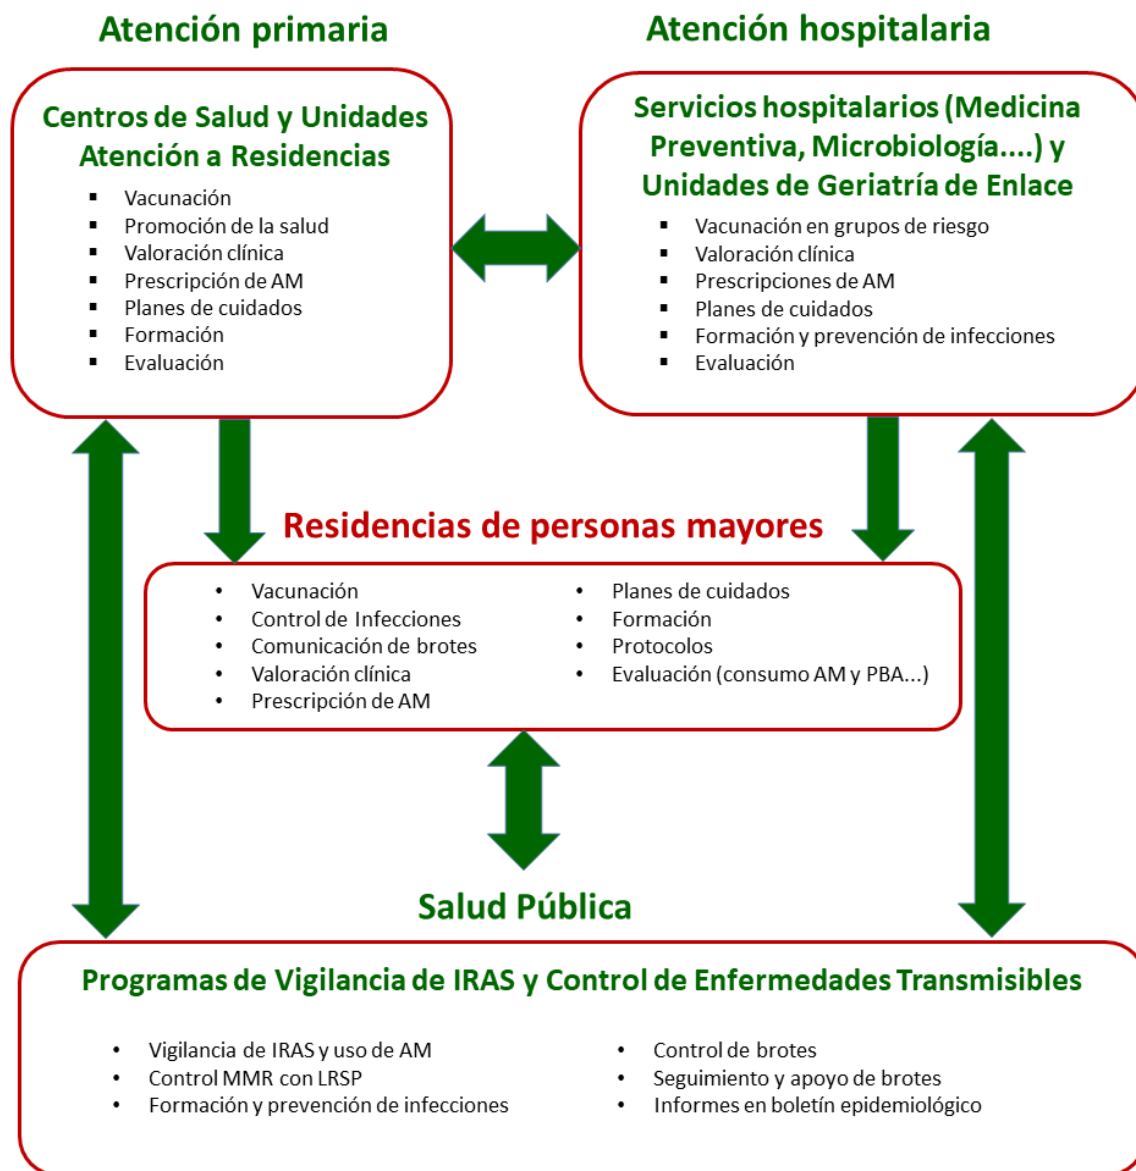 Atención primaria
Centros de Salud y Unidades
Atención a Residencias
▪ Vacunación
▪ Promoción de la salud
▪ Valoración clínica
▪ Prescripción de AM
▪ Planes de cuidados
▪ Formación
▪ Evaluación
Atención hospitalaria
Servicios hospitalarios (Medicina
Preventiva, Microbiología....) y
Unidades de Geriatría de Enlace
▪ Vacunación en grupos de riesgo
▪ Valoración clínica
▪ Prescripciones de AM
▪ Planes de cuidados
▪ Formación y prevención de infecciones
▪ Evaluación
Residencias de personas mayores
• Vacunación
• Control de Infecciones
• Comunicación de brotes
• Valoración clínica
• Prescripción de AM
• Planes de cuidados
• Formación
• Protocolos
• Evaluación (consumo AM y PBA...)
Salud Pública
Programas de Vigilancia de IRAS y Control de Enfermedades Transmisibles
• Vigilancia de IRAS y uso de AM
• Control MMR con LRSP
• Formación y prevención de infecciones
• Control de brotes
• Seguimiento y apoyo de brotes
• Informes en boletín epidemiológico